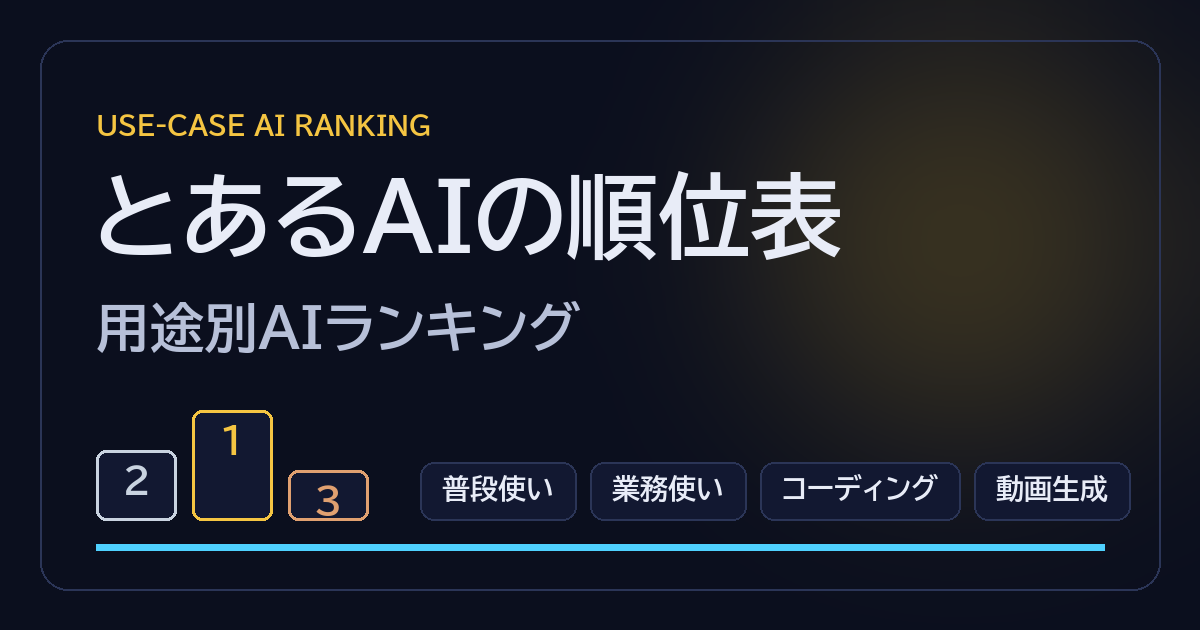 USE-CASE AI RANKING
とあるAIの順位表
用途別AIランキング
2 1 3
普段使い 業務使い コーディング 動画生成